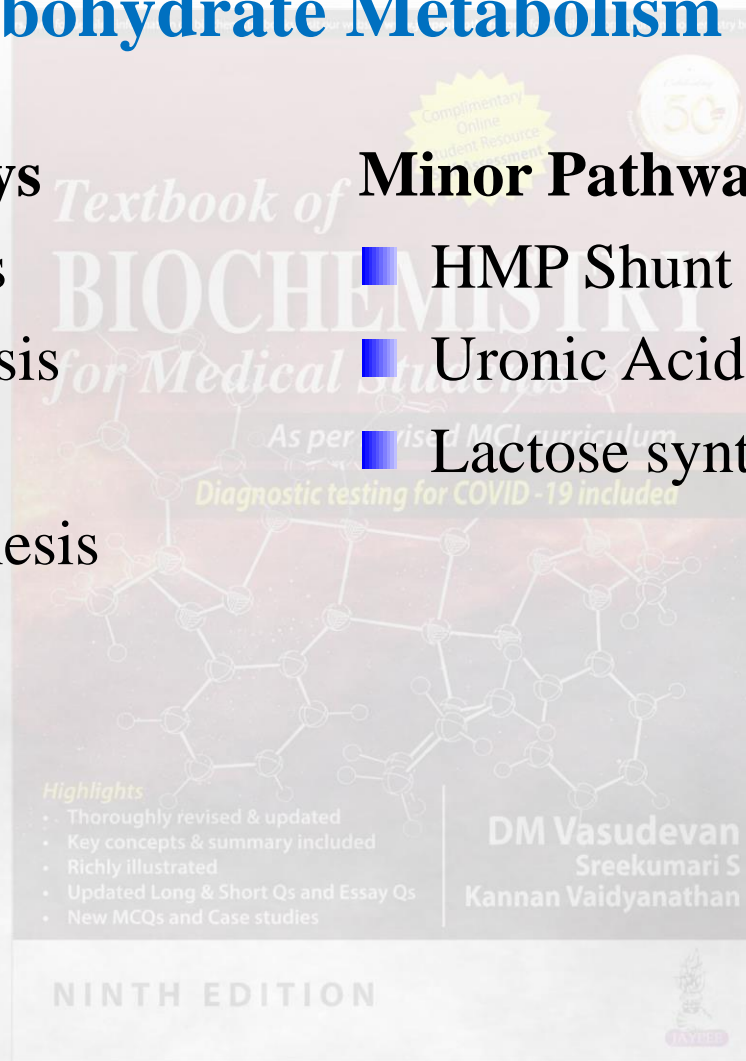 bohydrate Metabolism
ys
s
sis
esis
Minor Pathwa
HMP Shunt
Uronic Acid
Lactose synt
Complimentary
Online
Student Resource
50
Textbook of
BIOCHEMISTRY
for Medical Students
As per revised MCI curriculum
Diagnostic testing for COVID -19 included
Highlights
• Thoroughly revised & updated
• Key concepts & summary included
• Richly illustrated
• Updated Long & Short Qs and Essay Qs
• New MCQs and Case studies
DM Vasudevan
Sreekumari S
Kannan Vaidyanathan
NINTH EDITION
JAYPEE